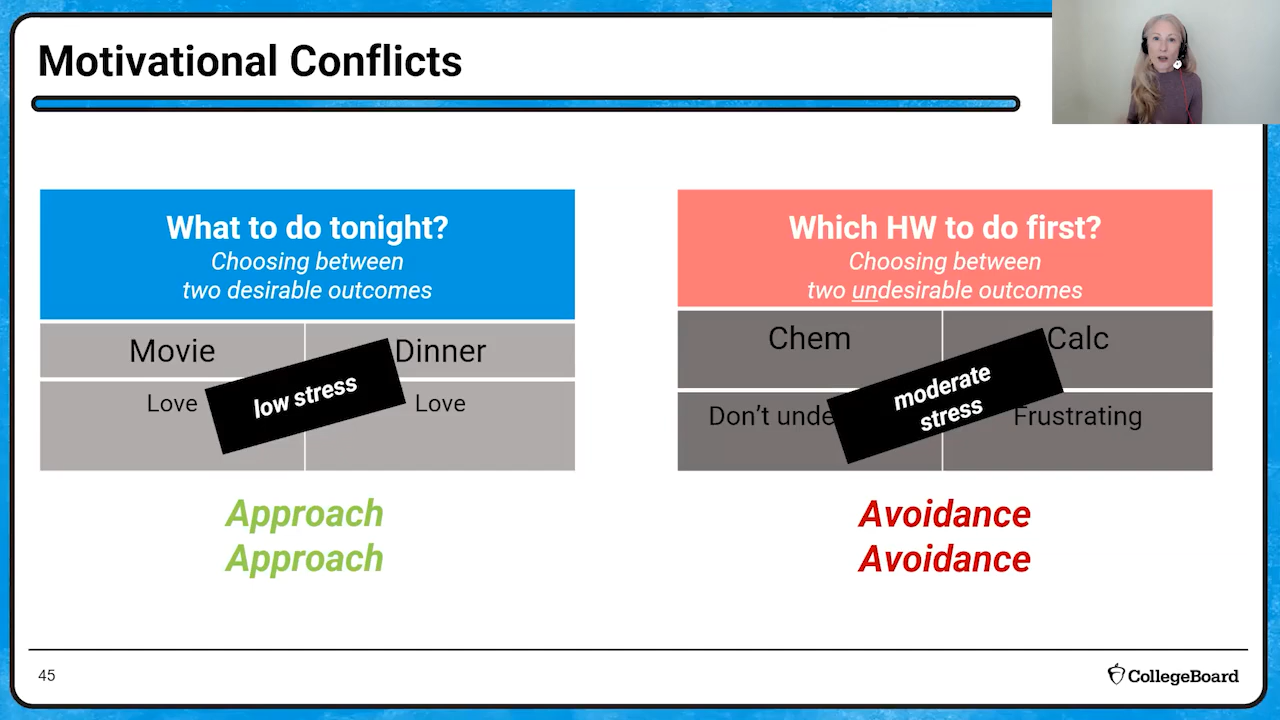 Motivational Conflicts
What to do tonight?
Choosing between
two desirable outcomes
Movie
Dinner
Love
Love
low stress
Approach
Approach
Which HW to do first?
Choosing between
two undesirable outcomes
Chem
Calc
Don't
Frustrating
moderate
stress
Avoidance
Avoidance
45
CollegeBoard